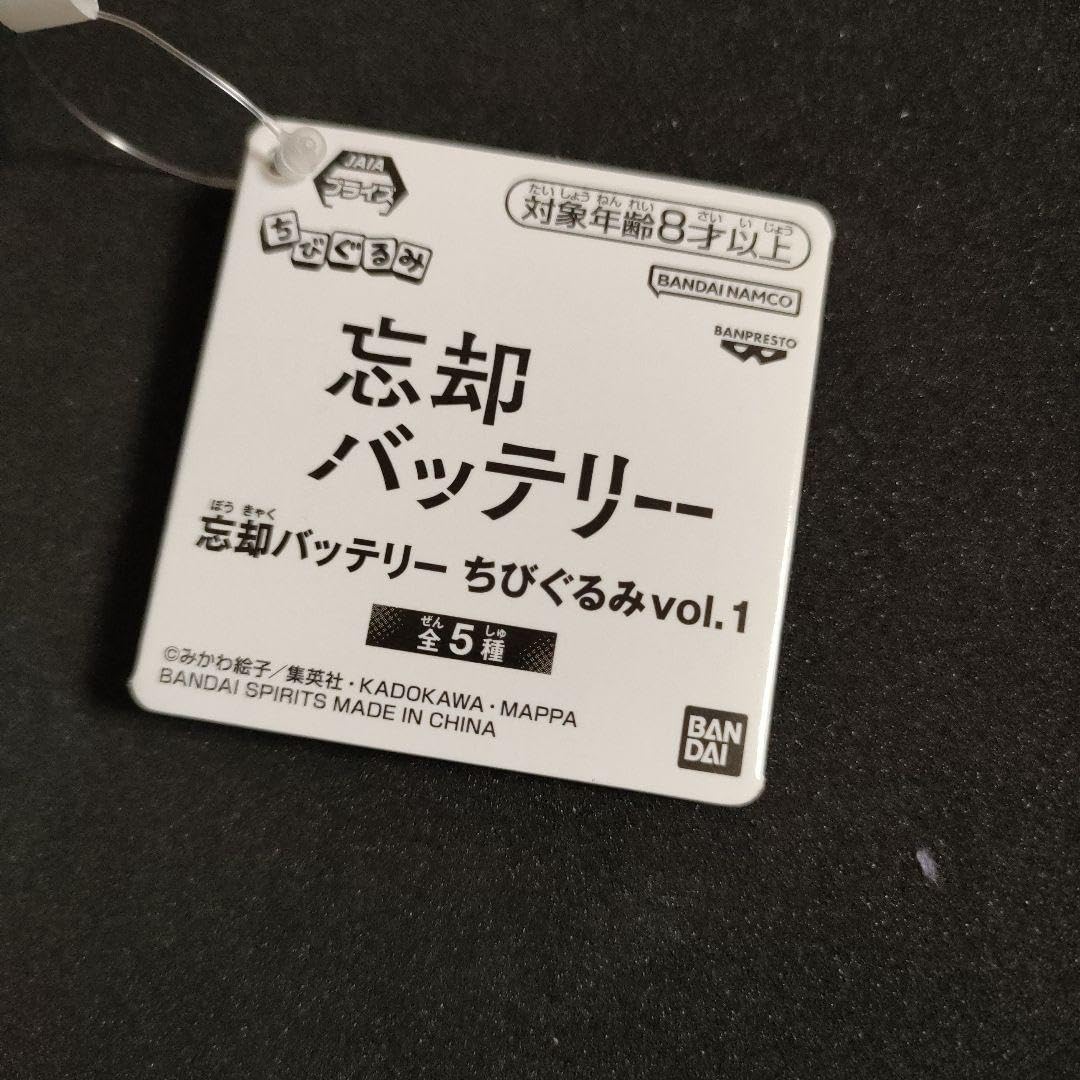 JAIA
プライズ
たいしょうねんれい さい いじょう
対象年齢8才以上
ちびぐるみ
BANDAI NAMCO
BANPRESTO
忘却
バッテリー
ぼうきゃく
忘却バッテリー ちびぐるみvol.1
ぜん しゅ
全5種
©みかわ絵子／集英社・KADOKAWA・MAPPA
BANDAI SPIRITS MADE IN CHINA
BAN
DAI